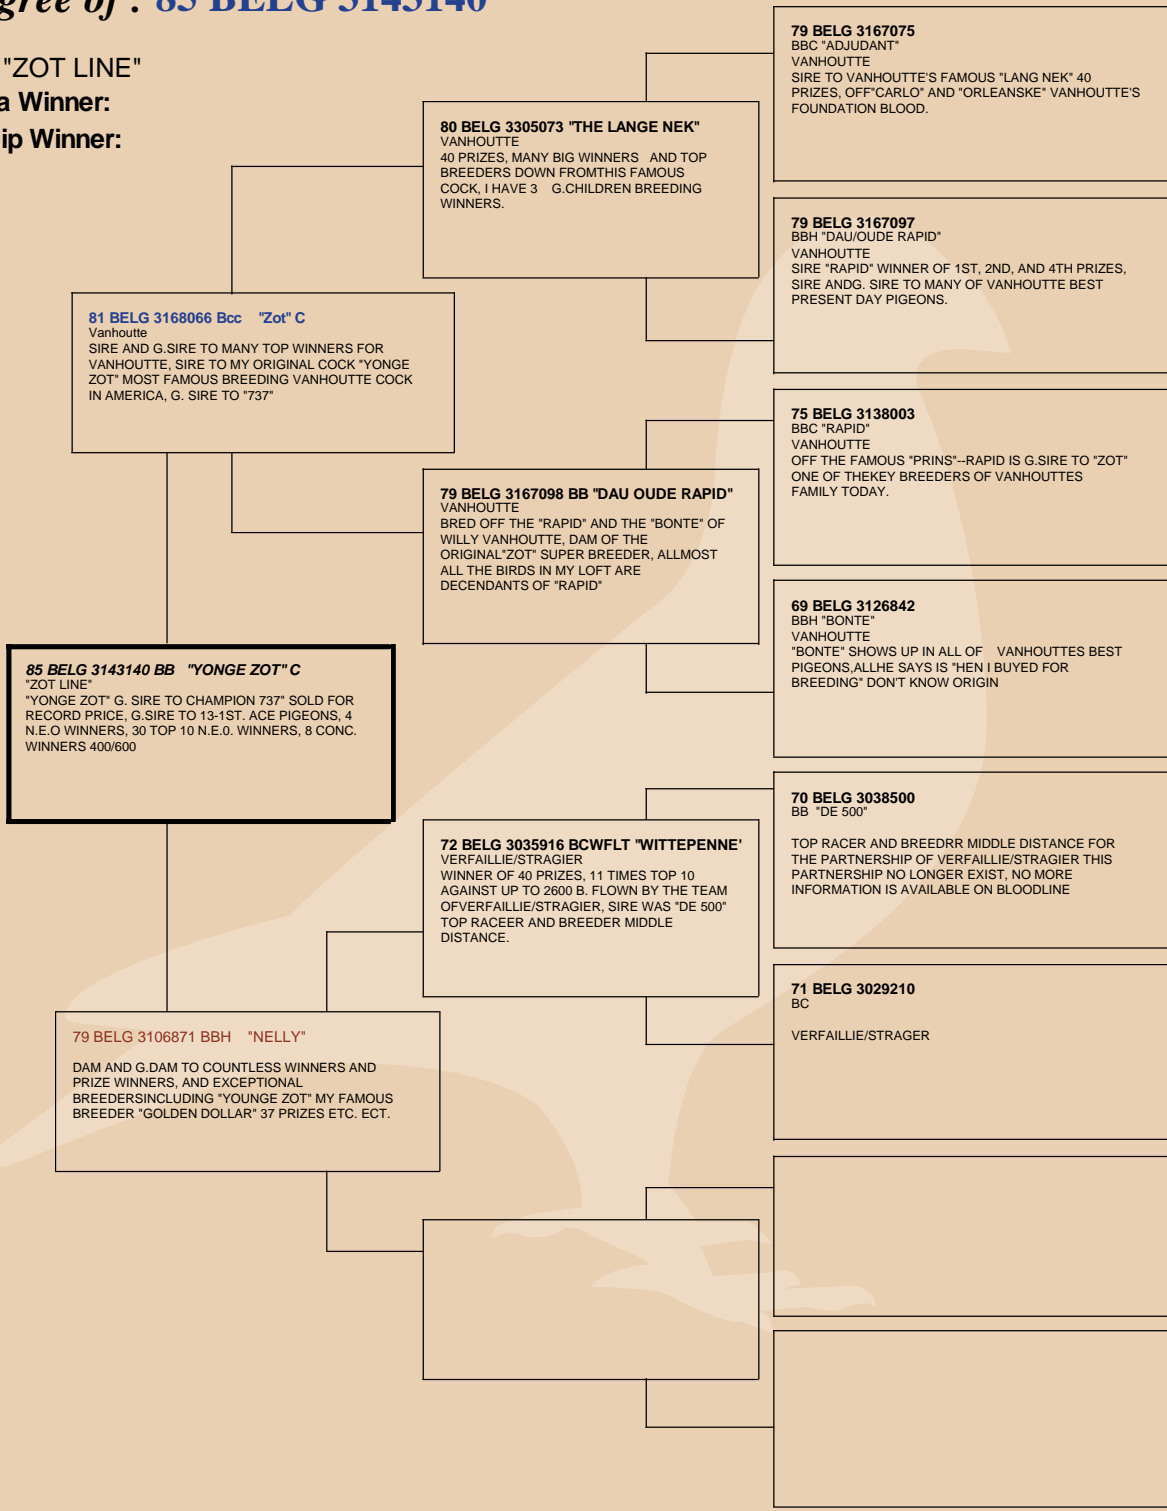 gree of : 85 BELG 3143140
"ZOT LINE"
a Winner:
ip Winner:
79 BELG 3167075
BBC "ADJUDANT"
VANHOUTTE
SIRE TO VANHOUTTE'S FAMOUS "LANG NEK" 40
PRIZES, OFF"CARLO" AND "ORLEANSKE" VANHOUTTE'S
FOUNDATION BLOOD.
80 BELG 3305073 "THE LANGE NEK"
VANHOUTTE
40 PRIZES, MANY BIG WINNERS AND TOP
BREEDERS DOWN FROMTHIS FAMOUS
COCK, I HAVE 3 G.CHILDREN BREEDING
WINNERS.
79 BELG 3167097
BBH "DAU/OUDE RAPID"
VANHOUTTE
SIRE "RAPID" WINNER OF 1ST, 2ND, AND 4TH PRIZES,
SIRE ANDG. SIRE TO MANY OF VANHOUTTE BEST
PRESENT DAY PIGEONS.
81 BELG 3168066 Bcc "Zot" C
Vanhoutte
SIRE AND G.SIRE TO MANY TOP WINNERS FOR
VANHOUTTE, SIRE TO MY ORIGINAL COCK "YONGE
ZOT" MOST FAMOUS BREEDING VANHOUTTE COCK
IN AMERICA, G. SIRE TO "737"
75 BELG 3138003
BBC "RAPID"
VANHOUTTE
OFF THE FAMOUS "PRINS"--RAPID IS G.SIRE TO "ZOT"
ONE OF THEKEY BREEDERS OF VANHOUTTES
FAMILY TODAY.
79 BELG 3167098 BB "DAU OUDE RAPID"
VANHOUTTE
BRED OFF THE "RAPID" AND THE "BONTE" OF
WILLY VANHOUTTE, DAM OF THE
ORIGINAL"ZOT" SUPER BREEDER, ALLMOST
ALL THE BIRDS IN MY LOFT ARE
DECENDANTS OF "RAPID"
69 BELG 3126842
BBH "BONTE"
VANHOUTTE
"BONTE" SHOWS UP IN ALL OF VANHOUTTES BEST
PIGEONS,ALLHE SAYS IS "HEN I BUYED FOR
BREEDING" DON'T KNOW ORIGIN
85 BELG 3143140 BB "YONGE ZOT" C
"ZOT LINE"
"YONGE ZOT" G. SIRE TO CHAMPION 737" SOLD FOR
RECORD PRICE, G.SIRE TO 13-1ST. ACE PIGEONS, 4
N.E.O WINNERS, 30 TOP 10 N.E.0. WINNERS, 8 CONC.
WINNERS 400/600
70 BELG 3038500
BB "DE 500"
TOP RACER AND BREEDRR MIDDLE DISTANCE FOR
THE PARTNERSHIP OF VERFAILLIE/STRAGIER THIS
PARTNERSHIP NO LONGER EXIST, NO MORE
INFORMATION IS AVAILABLE ON BLOODLINE
72 BELG 3035916 BCWFLT "WITTEPENNE'
VERFAILLIE/STRAGIER
WINNER OF 40 PRIZES, 11 TIMES TOP 10
AGAINST UP TO 2600 B. FLOWN BY THE TEAM
OFVERFAILLIE/STRAGIER, SIRE WAS "DE 500"
TOP RACEER AND BREEDER MIDDLE
DISTANCE.
71 BELG 3029210
BC
VERFAILLIE/STRAGER
79 BELG 3106871 BBH "NELLY"
DAM AND G.DAM TO COUNTLESS WINNERS AND
PRIZE WINNERS, AND EXCEPTIONAL
BREEDERSINCLUDING "YOUNGE ZOT" MY FAMOUS
BREEDER "GOLDEN DOLLAR" 37 PRIZES ETC. ECT.